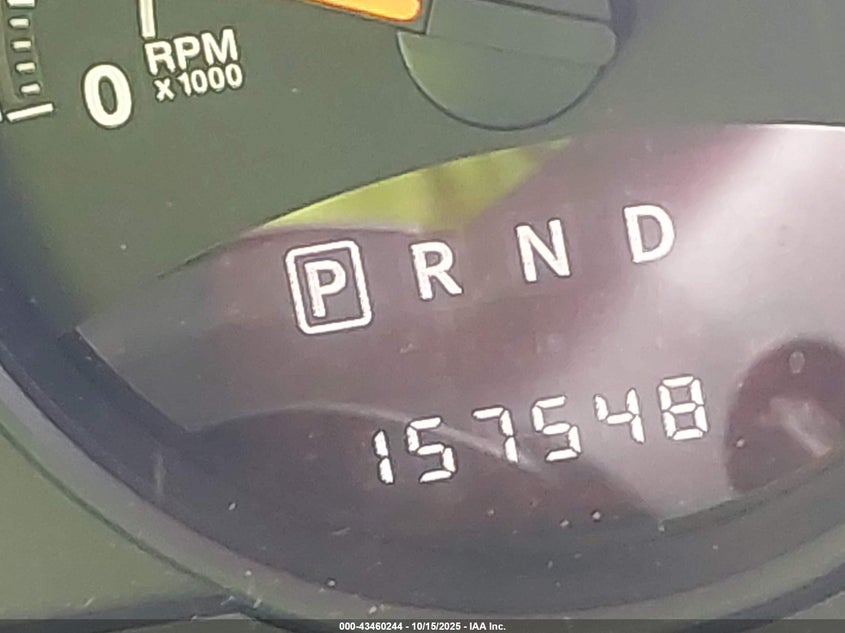 RPM
0 x1000
P R N D
157548
000-43460244 - 10/15/2025 - IAA Inc.